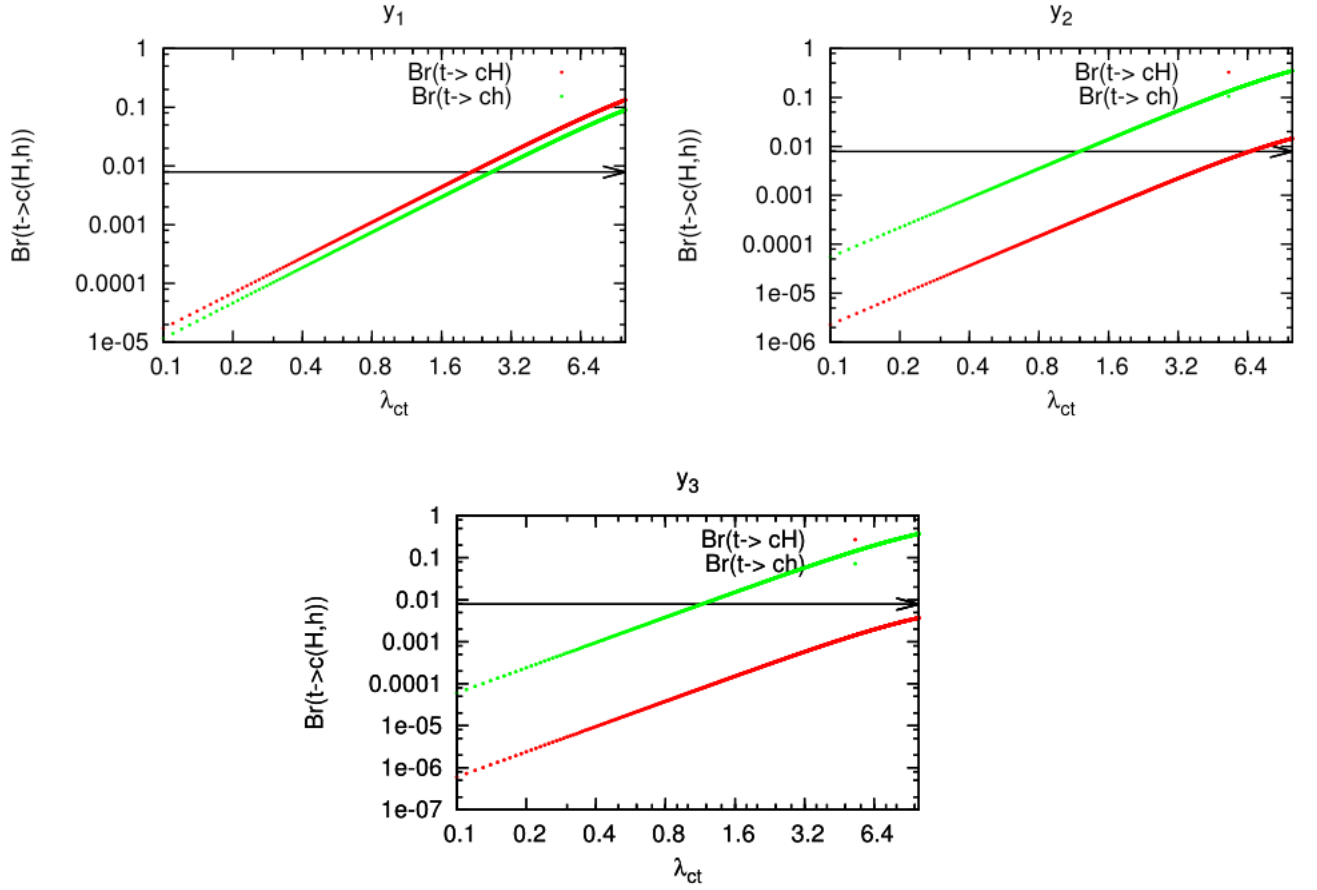 y1
Br(t->c(H,h))
1
0.1
0.01
0.001
0.0001
1e-05
Br(t-> cH)
Br(t-> ch)
0.1 0.2 0.4 0.8 1.6 3.2 6.4
λct
y2
Br(t->c(H,h))
1
0.1
0.01
0.001
0.0001
1e-05
1e-06
Br(t-> cH)
Br(t-> ch)
0.1 0.2 0.4 0.8 1.6 3.2 6.4
λct
y3
Br(t->c(H,h))
1
0.1
0.01
0.001
0.0001
1e-05
1e-06
1e-07
Br(t-> cH)
Br(t-> ch)
0.1 0.2 0.4 0.8 1.6 3.2 6.4
λct